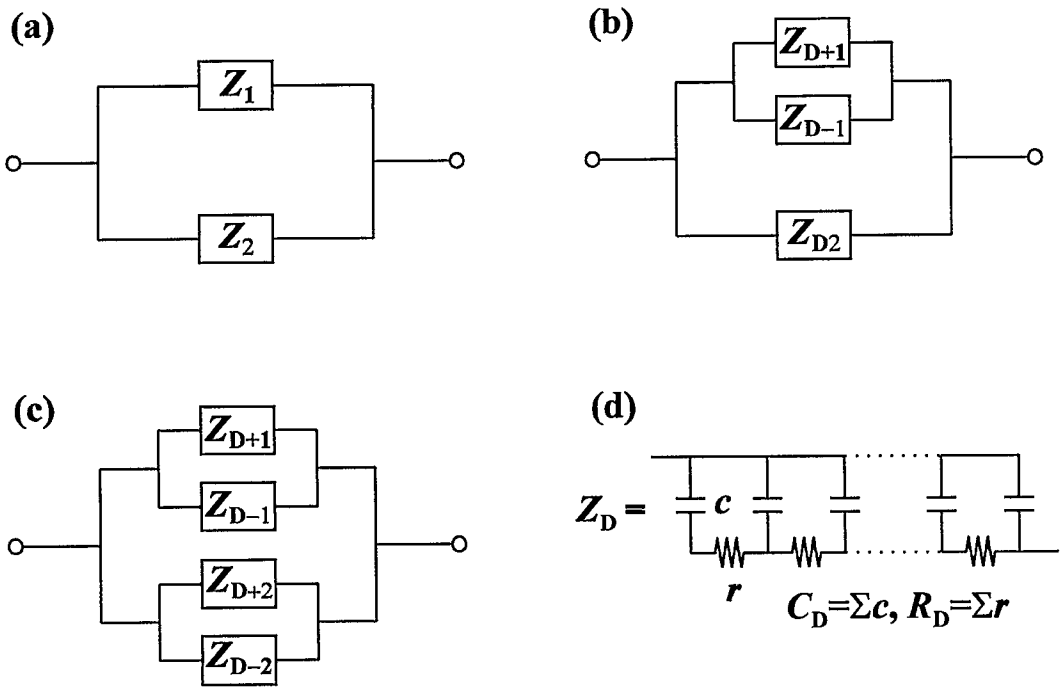 (a)
Z1
Z2
(b)
ZD+1
ZD−1
ZD2
(c)
ZD+1
ZD−1
ZD+2
ZD−2
(d)
ZD =
c
r
CD=Σc, RD=Σr